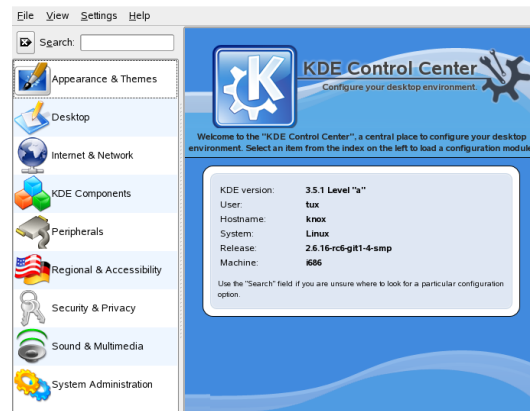 File View Settings Help
Search:
Appearance & Themes
Desktop
Internet & Network
KDE Components
Peripherals
Regional & Accessibility
Security & Privacy
Sound & Multimedia
System Administration
KDE Control Center
Configure your desktop environment.
Welcome to the "KDE Control Center", a central place to configure your desktop
environment. Select an item from the index on the left to load a configuration module
KDE version: 3.5.1 Level "a"
User: tux
Hostname: knox
System: Linux
Release: 2.6.16-rc6-git1-4-smp
Machine: i686
Use the "Search" field if you are unsure where to look for a particular configuration
option.